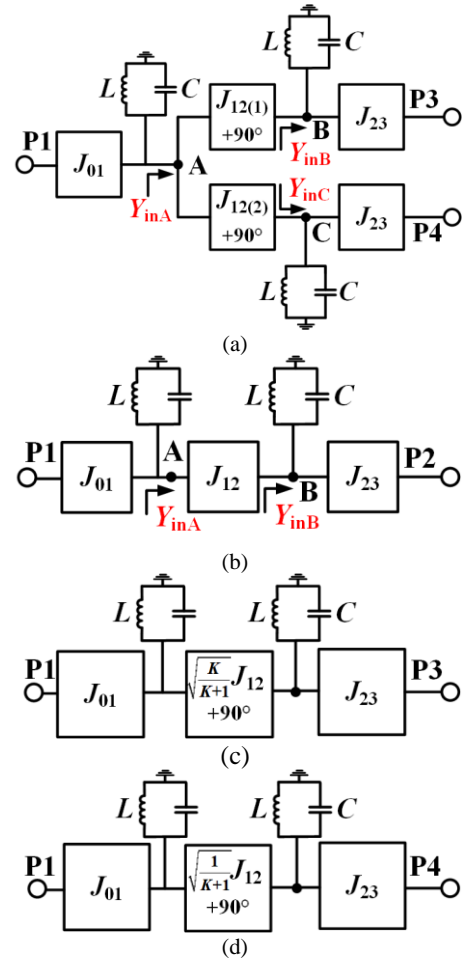 L C
P1 J01 A J12(1) +90° B J23 P3
YinA YinB
YinC
J12(2) +90° C J23 P4
L C
(a)
L L C
P1 J01 A J12 B J23 P2
YinA YinB
(b)
L L C
P1 J01 √K/K+1 J12 +90° J23 P3
(c)
L L C
P1 J01 √1/K+1 J12 +90° J23 P4
(d)